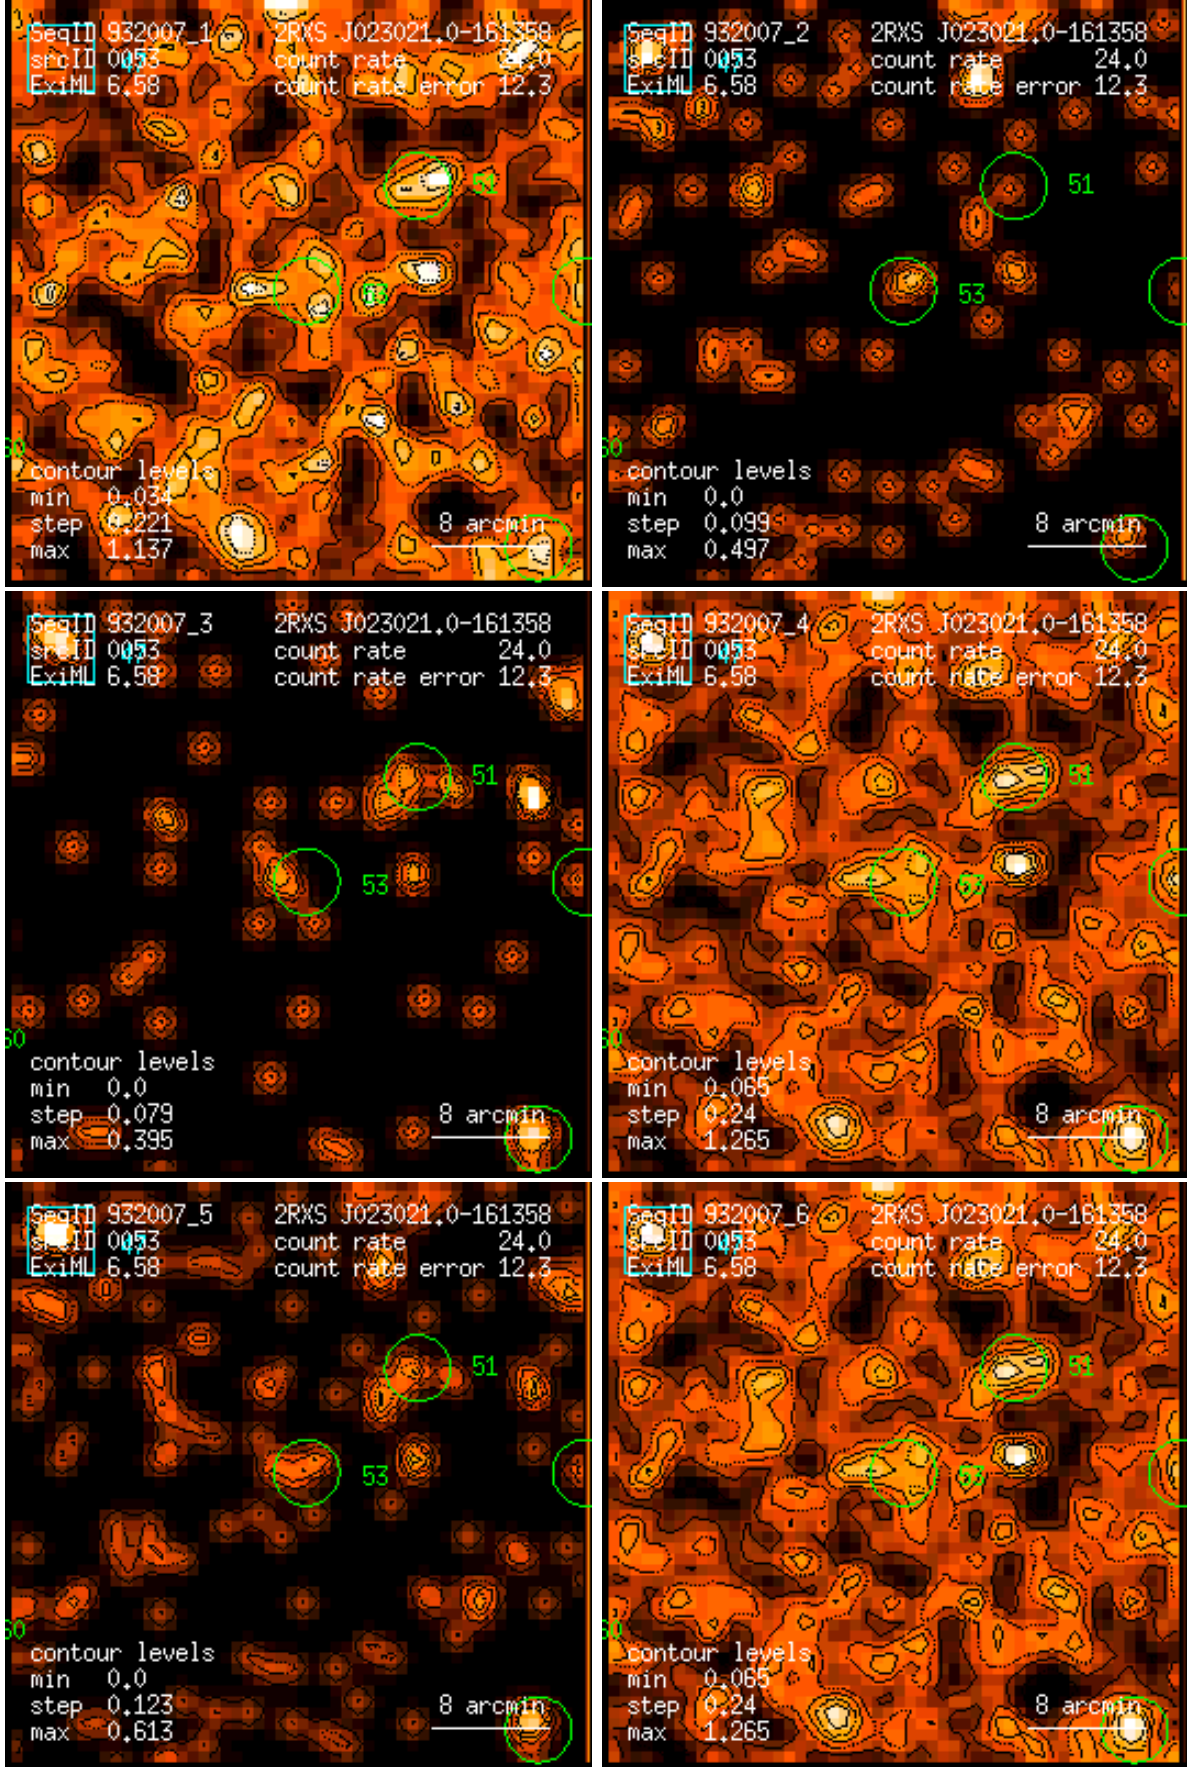 SeqID 932007_1 2RXS J023021.0-161358
srcID 0053 count rate 24.0
ExiML 6.58 count rate error 12.3
51
53
60
contour levels
min 0.034
step 0.221 8 arcmin
max 1.137
SeqID 932007_2 2RXS J023021.0-161358
srcID 0053 count rate 24.0
ExiML 6.58 count rate error 12.3
51
53
60
contour levels
min 0.0
step 0.099 8 arcmin
max 0.497
SeqID 932007_3 2RXS J023021.0-161358
srcID 0053 count rate 24.0
ExiML 6.58 count rate error 12.3
51
53
60
contour levels
min 0.0
step 0.079 8 arcmin
max 0.395
SeqID 932007_4 2RXS J023021.0-161358
srcID 0053 count rate 24.0
ExiML 6.58 count rate error 12.3
51
53
60
contour levels
min 0.065
step 0.24 8 arcmin
max 1.265
SeqID 932007_5 2RXS J023021.0-161358
srcID 0053 count rate 24.0
ExiML 6.58 count rate error 12.3
51
53
60
contour levels
min 0.0
step 0.123 8 arcmin
max 0.613
SeqID 932007_6 2RXS J023021.0-161358
srcID 0053 count rate 24.0
ExiML 6.58 count rate error 12.3
51
53
60
contour levels
min 0.065
step 0.24 8 arcmin
max 1.265